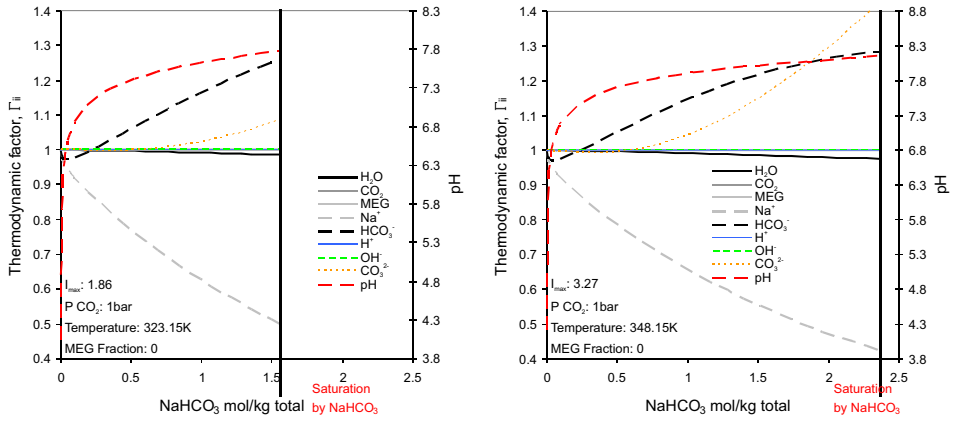 1.4
1.3
1.2
1.1
1
0.9
0.8
0.7
0.6
0.5
0.4
Thermodynamic factor, Γii
8.3
7.8
7.3
6.8
6.3
5.8
5.3
4.8
4.3
3.8
pH
H2O
CO2
MEG
Na+
HCO3-
H+
OH-
CO32-
pH
Imax: 1.86
P CO2: 1bar
Temperature: 323.15K
MEG Fraction: 0
0 0.5 1 1.5 2 2.5
NaHCO3 mol/kg total
Saturation
by NaHCO3
1.4
1.3
1.2
1.1
1
0.9
0.8
0.7
0.6
0.5
0.4
Thermodynamic factor, Γii
8.8
8.3
7.8
7.3
6.8
6.3
5.8
5.3
4.8
4.3
3.8
pH
H2O
CO2
MEG
Na+
HCO3-
H+
OH-
CO32-
pH
Imax: 3.27
P CO2: 1bar
Temperature: 348.15K
MEG Fraction: 0
0 0.5 1 1.5 2 2.5
NaHCO3 mol/kg total
Saturation
by NaHCO3